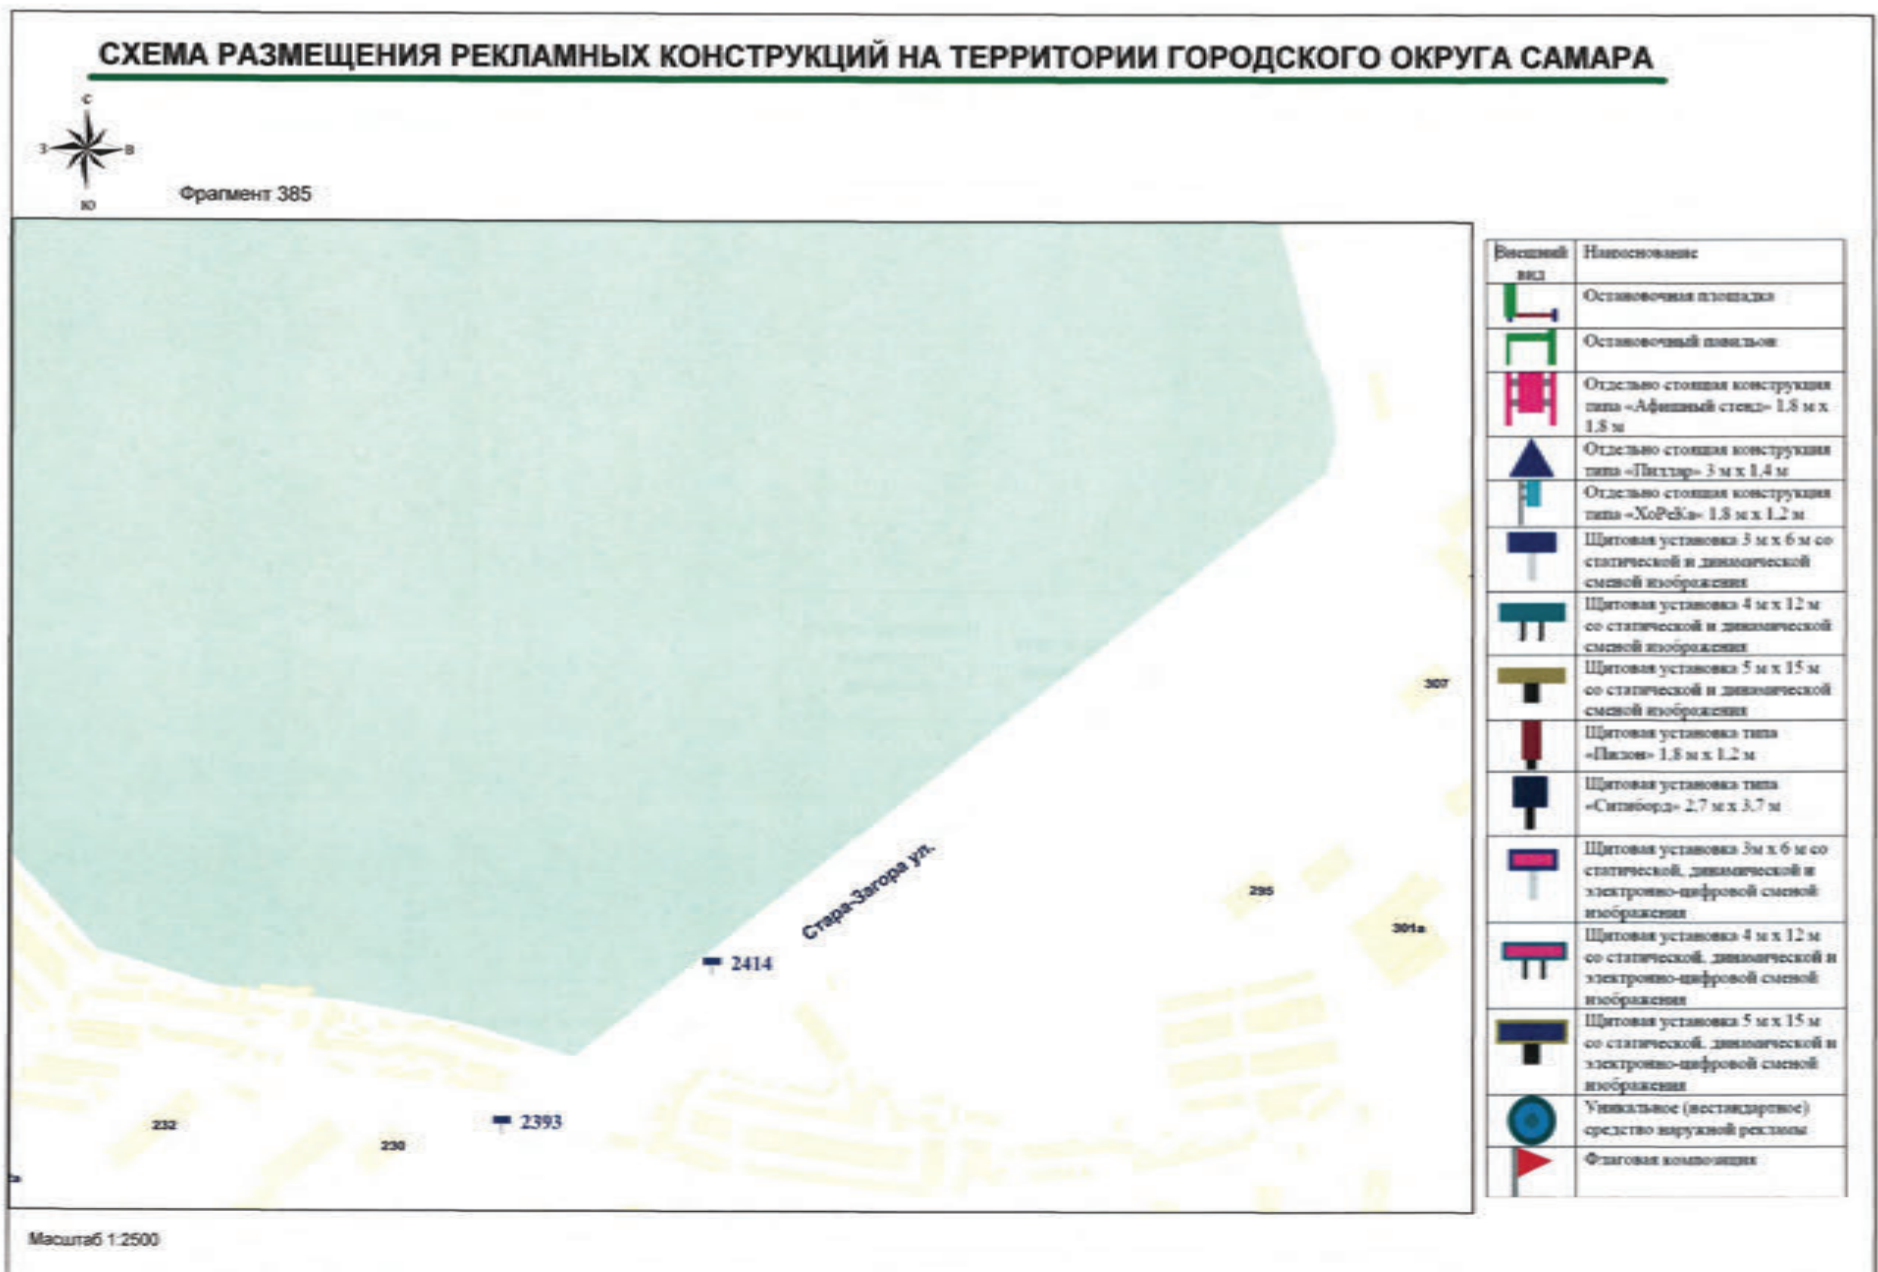 СХЕМА РАЗМЕЩЕНИЯ РЕКЛАМНЫХ КОНСТРУКЦИЙ НА ТЕРРИТОРИИ ГОРОДСКОГО ОКРУГА САМАРА
С
З В
Ю
Фрагмент 385
Внешний вид
Наименование
Остановочная площадка
Остановочный павильон
Отдельно стоящая конструкция
типа «Афишный стенд» 1,8 м х
1,8 м
Отдельно стоящая конструкция
типа «Пиллар» 3 м х 1,4 м
Отдельно стоящая конструкция
типа «ХоРеКа» 1,8 м х 1,2 м
Щитовая установка 3 м х 6 м со
статической и динамической
сменой изображения
Щитовая установка 4 м х 12 м
со статической и динамической
сменой изображения
Щитовая установка 5 м х 15 м
со статической и динамической
сменой изображения
Щитовая установка типа
«Пилон» 1,8 м х 1,2 м
Щитовая установка типа
«Ситиборд» 2,7 м х 3,7 м
Щитовая установка 3м х 6 м со
статической, динамической и
электронно-цифровой сменой
изображения
Щитовая установка 4 м х 12 м
со статической, динамической и
электронно-цифровой сменой
изображения
Щитовая установка 5 м х 15 м
со статической, динамической и
электронно-цифровой сменой
изображения
Уникальное (нестандартное)
средство наружной рекламы
Флаговая композиция
307
Стара-Загора ул.
295
301а
2414
2393
232
230
Масштаб 1:2500